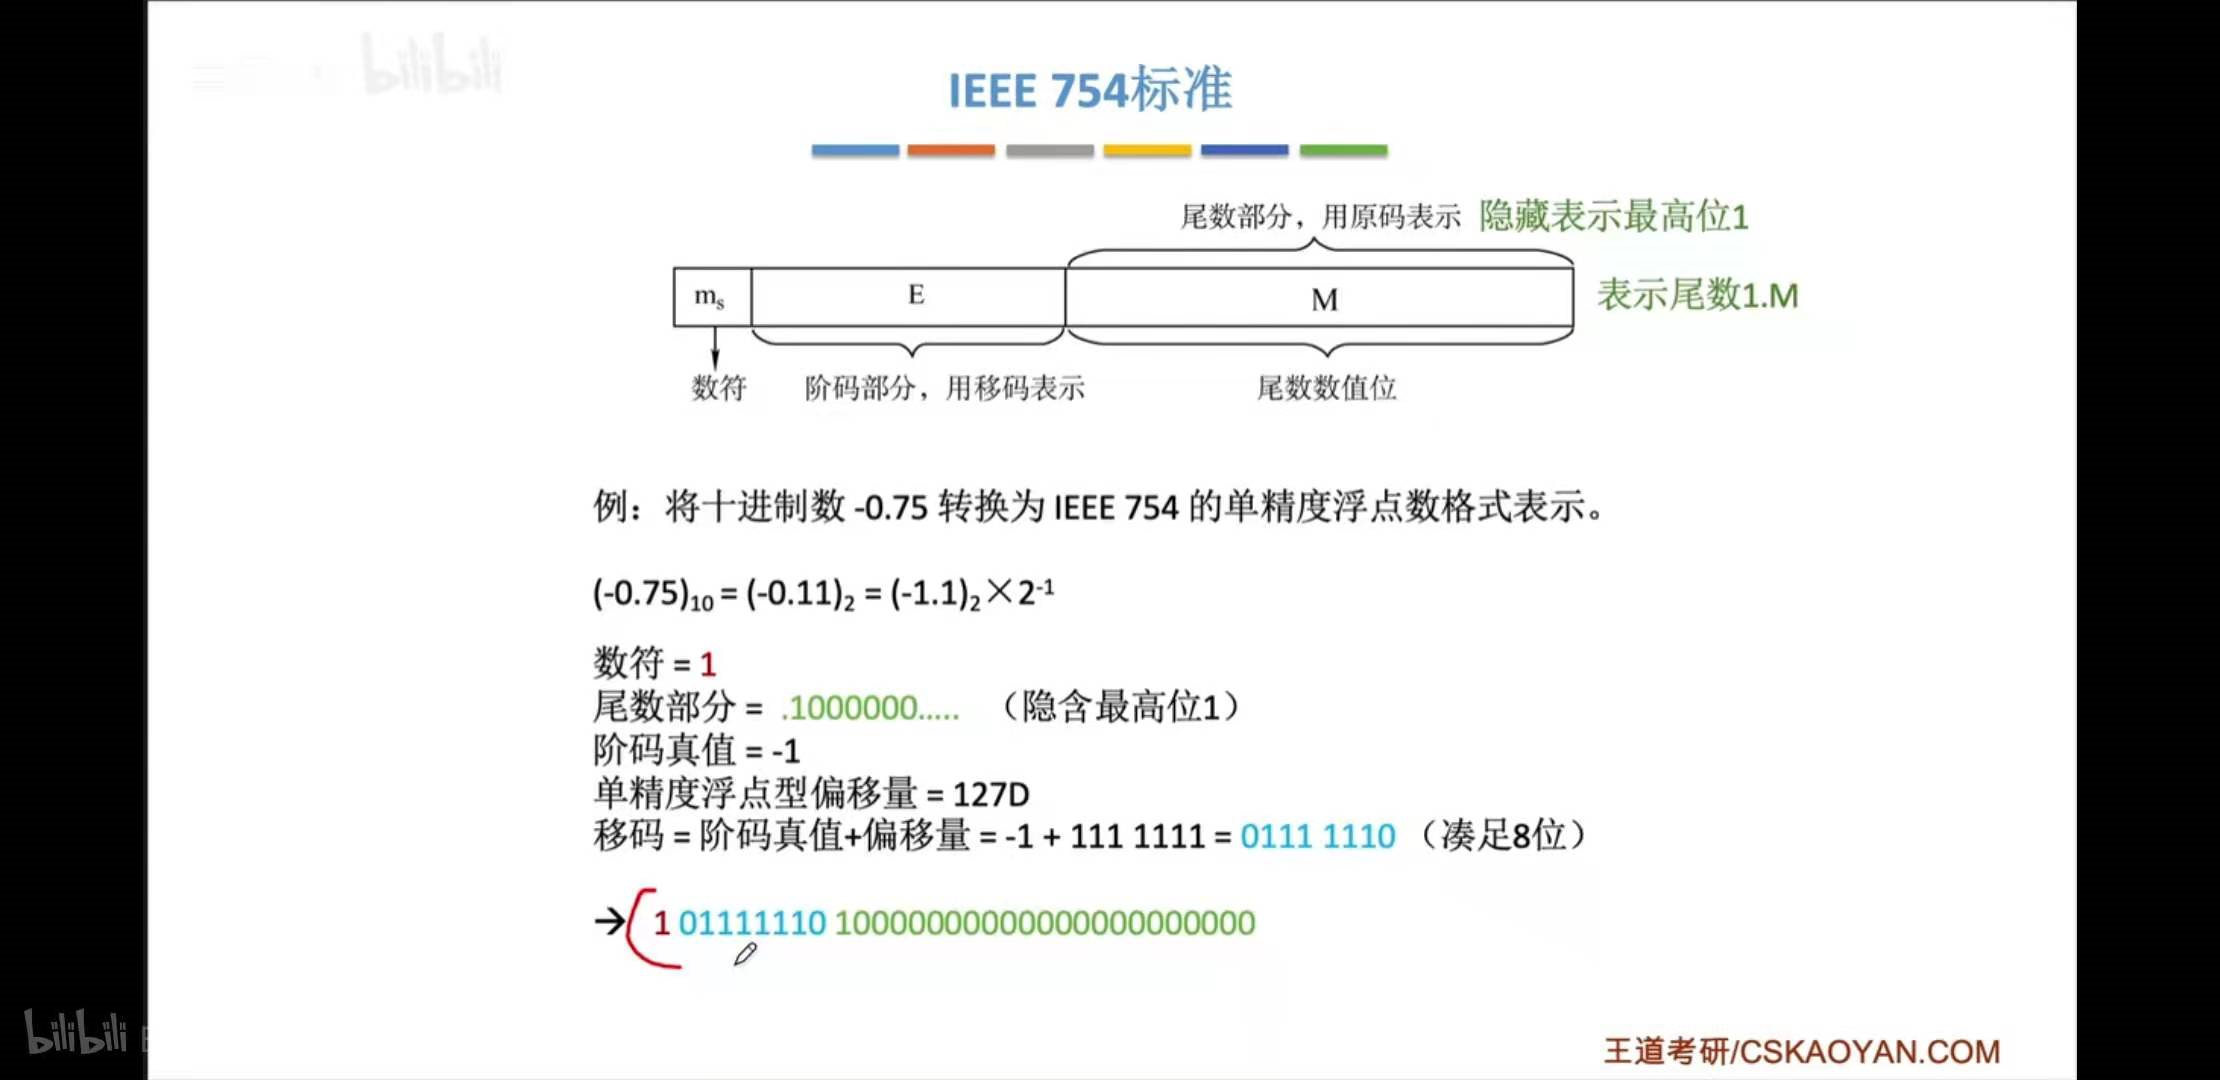 bilibili
IEEE 754标准
尾数部分，用原码表示 隐藏表示最高位1
mₛ E M 表示尾数1.M
数符 阶码部分，用移码表示 尾数数值位
例：将十进制数 -0.75 转换为 IEEE 754 的单精度浮点数格式表示。
(-0.75)₁₀ = (-0.11)₂ = (-1.1)₂×2⁻¹
数符 = 1
尾数部分 = .1000000..... （隐含最高位1）
阶码真值 = -1
单精度浮点型偏移量 = 127D
移码 = 阶码真值+偏移量 = -1 + 111 1111 = 0111 1110 （凑足8位）
→ 1 01111110 10000000000000000000000
bilibili
王道考研/CSKAOYAN.COM